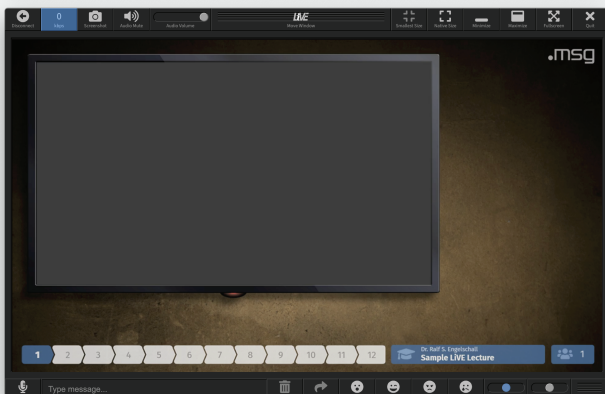 LiVE
Disconnect
0
Kbps
Screenshot
Audio Mute
Audio Volume
Move Window
Smallest Size
Native Size
Minimize
Maximize
Fullscreen
Quit
.msg
1 2 3 4 5 6 7 8 9 10 11 12
Dr. Ralf S. Engelschall
Sample LiVE Lecture
1
Type message...